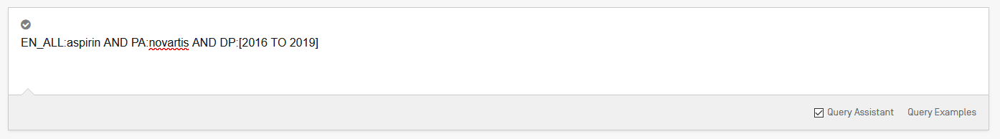 EN_ALL:aspirin AND PA:novartis AND DP:[2016 TO 2019]
Query Assistant Query Examples